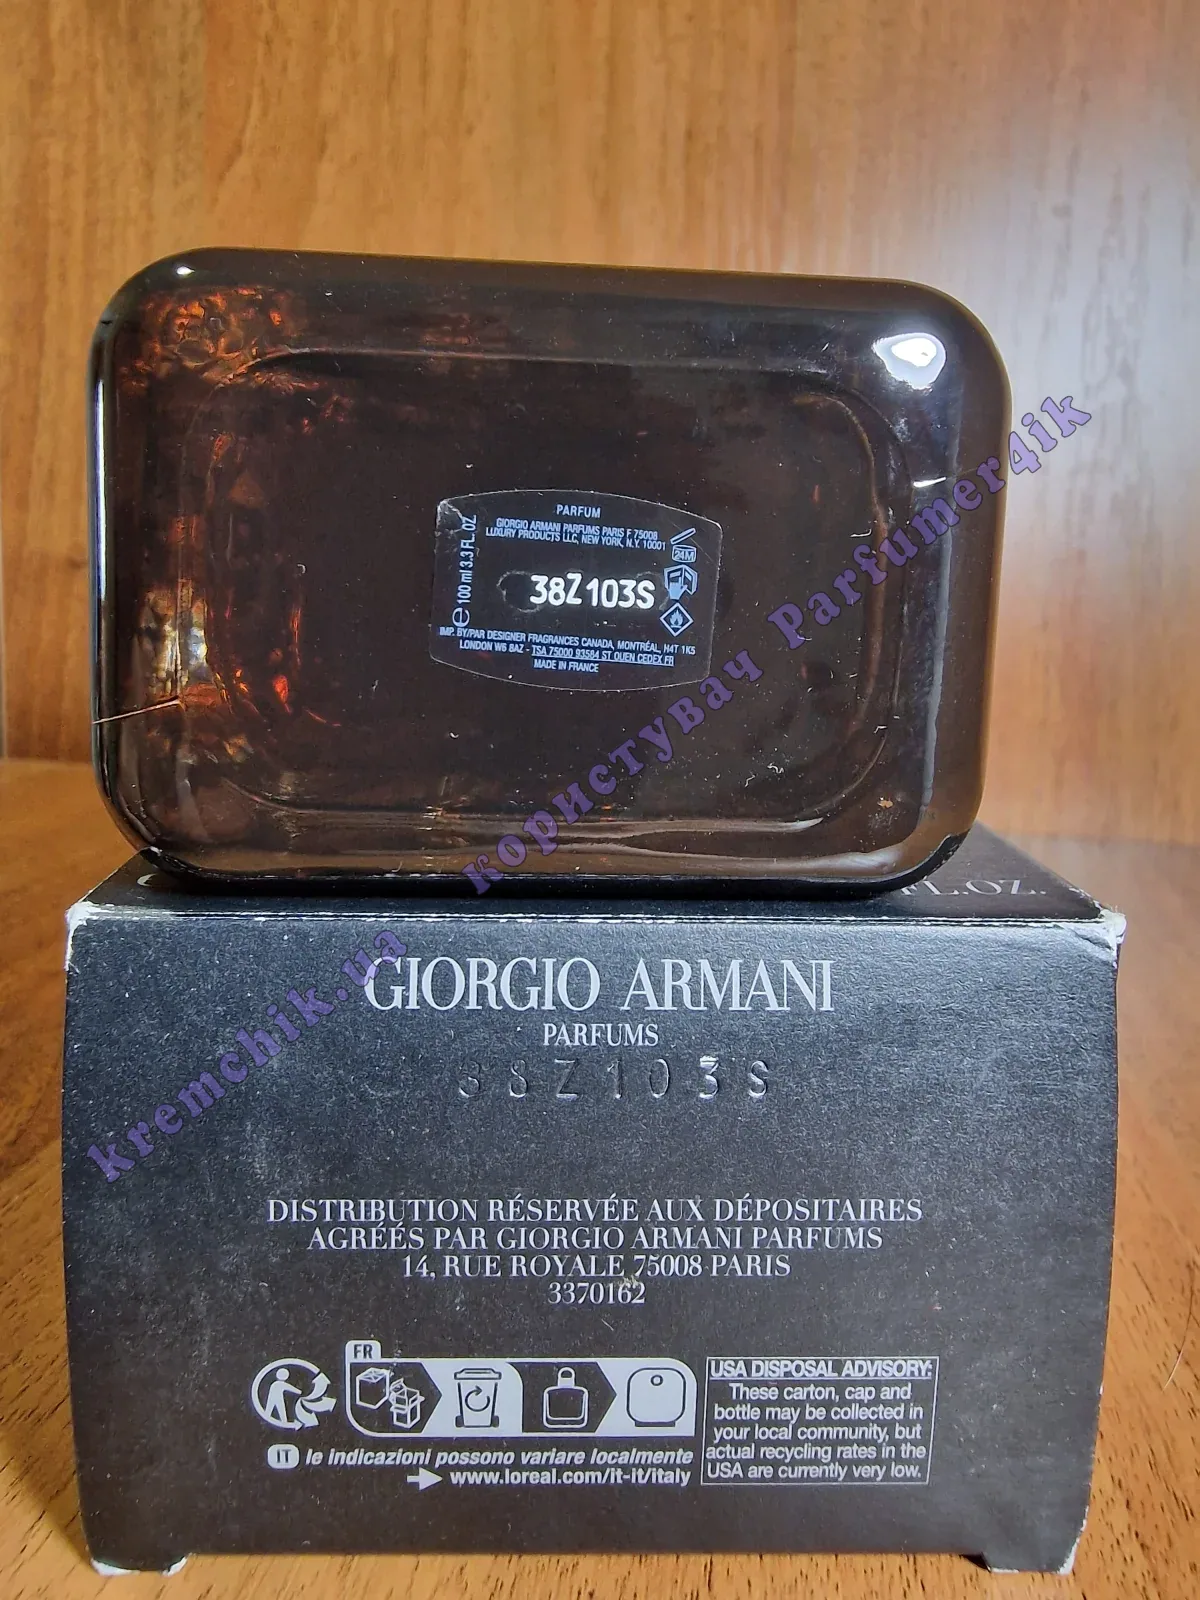 PARFUM
GIORGIO ARMANI PARFUMS PARIS F 75008
LUXURY PRODUCTS LLC, NEW YORK, N.Y. 10001
24M
℮ 100 ml 3.3 FL. OZ
38Z103S
IMP. BY/PAR DESIGNER FRAGRANCES CANADA, MONTRÉAL, H4T 1K5
LONDON W6 8AZ - TSA 75000 93584 ST OUEN CEDEX FR
MADE IN FRANCE
користувач Parfumer4ik
kremchik.ua
FL.OZ.
GIORGIO ARMANI
PARFUMS
38Z103S
DISTRIBUTION RÉSERVÉE AUX DÉPOSITAIRES
AGRÉÉS PAR GIORGIO ARMANI PARFUMS
14, RUE ROYALE 75008 PARIS
3370162
FR
IT le indicazioni possono variare localmente
www.loreal.com/it-it/italy
USA DISPOSAL ADVISORY:
These carton, cap and
bottle may be collected in
your local community, but
actual recycling rates in the
USA are currently very low.